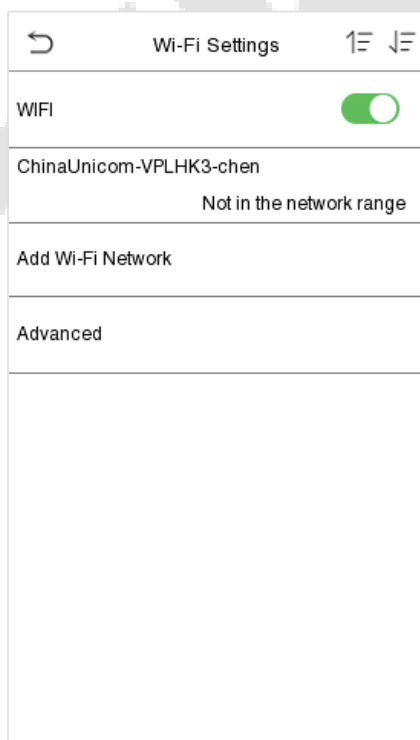 Wi-Fi Settings
WIFI
ChinaUnicom-VPLHK3-chen
Not in the network range
Add Wi-Fi Network
Advanced